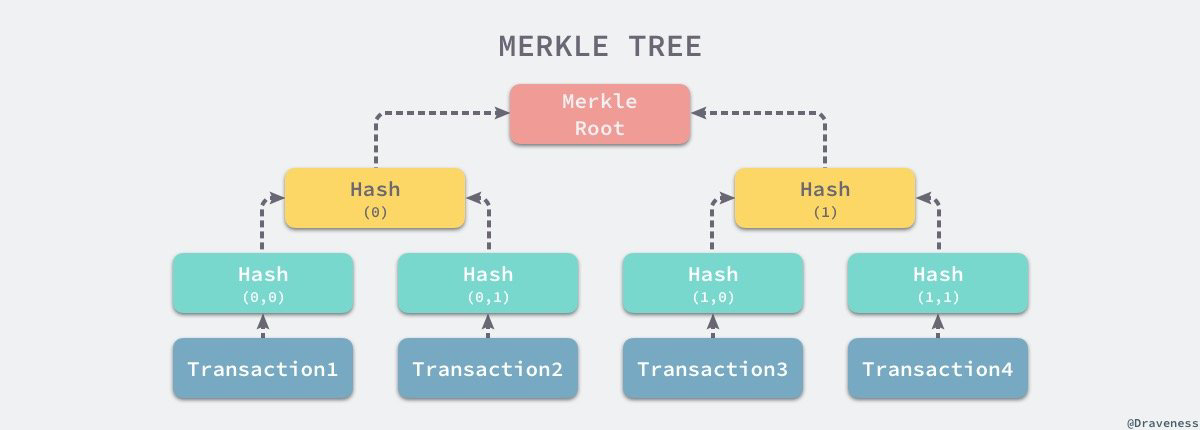 MERKLE TREE
Merkle
Root
Hash
(0)
Hash
(1)
Hash
(0,0)
Hash
(0,1)
Hash
(1,0)
Hash
(1,1)
Transaction1
Transaction2
Transaction3
Transaction4
@Draveness